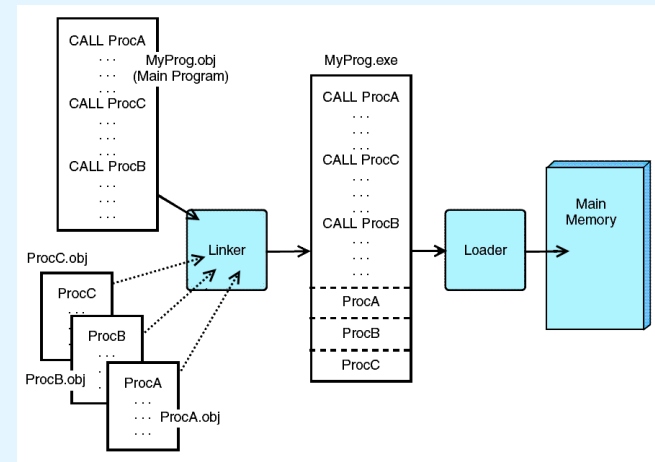 CALL ProcA
. . .
. . .
. . .
CALL ProcC
. . .
. . .
. . .
CALL ProcB
. . .
. . .
. . .
MyProg.obj
(Main Program)
ProcC.obj
ProcC
. . .
ProcB
. . .
ProcB.obj
ProcA
. . .
. . .
. . .
ProcA.obj
Linker
MyProg.exe
CALL ProcA
. . .
. . .
. . .
CALL ProcC
. . .
. . .
. . .
CALL ProcB
. . .
. . .
. . .
ProcA
ProcB
ProcC
Loader
Main
Memory